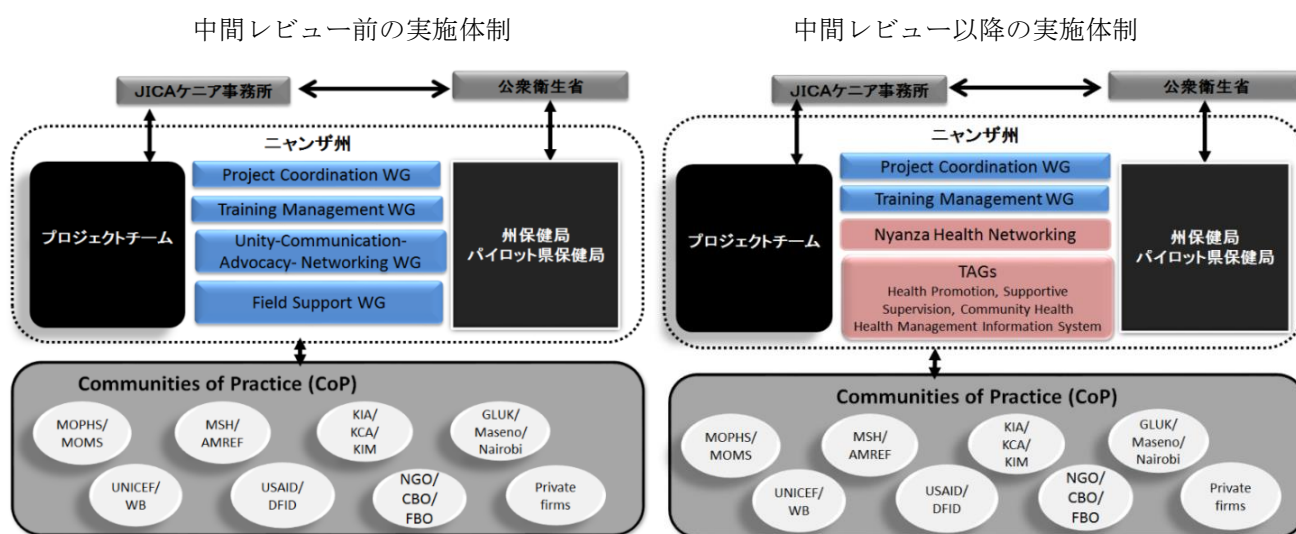 中間レビュー前の実施体制
JICAケニア事務所
公衆衛生省
ニャンザ州
プロジェクトチーム
Project Coordination WG
Training Management WG
Unity-Communication-
Advocacy- Networking WG
Field Support WG
州保健局
パイロット県保健局
Communities of Practice (CoP)
MOPHS/
MOMS
MSH/
AMREF
KIA/
KCA/
KIM
GLUK/
Maseno/
Nairobi
UNICEF/
WB
USAID/
DFID
NGO/
CBO/
FBO
Private
firms
中間レビュー以降の実施体制
JICAケニア事務所
公衆衛生省
ニャンザ州
プロジェクトチーム
Project Coordination WG
Training Management WG
Nyanza Health Networking
TAGs
Health Promotion, Supportive
Supervision, Community Health
Health Management Information System
州保健局
パイロット県保健局
Communities of Practice (CoP)
MOPHS/
MOMS
MSH/
AMREF
KIA/
KCA/
KIM
GLUK/
Maseno/
Nairobi
UNICEF/
WB
USAID/
DFID
NGO/
CBO/
FBO
Private
firms